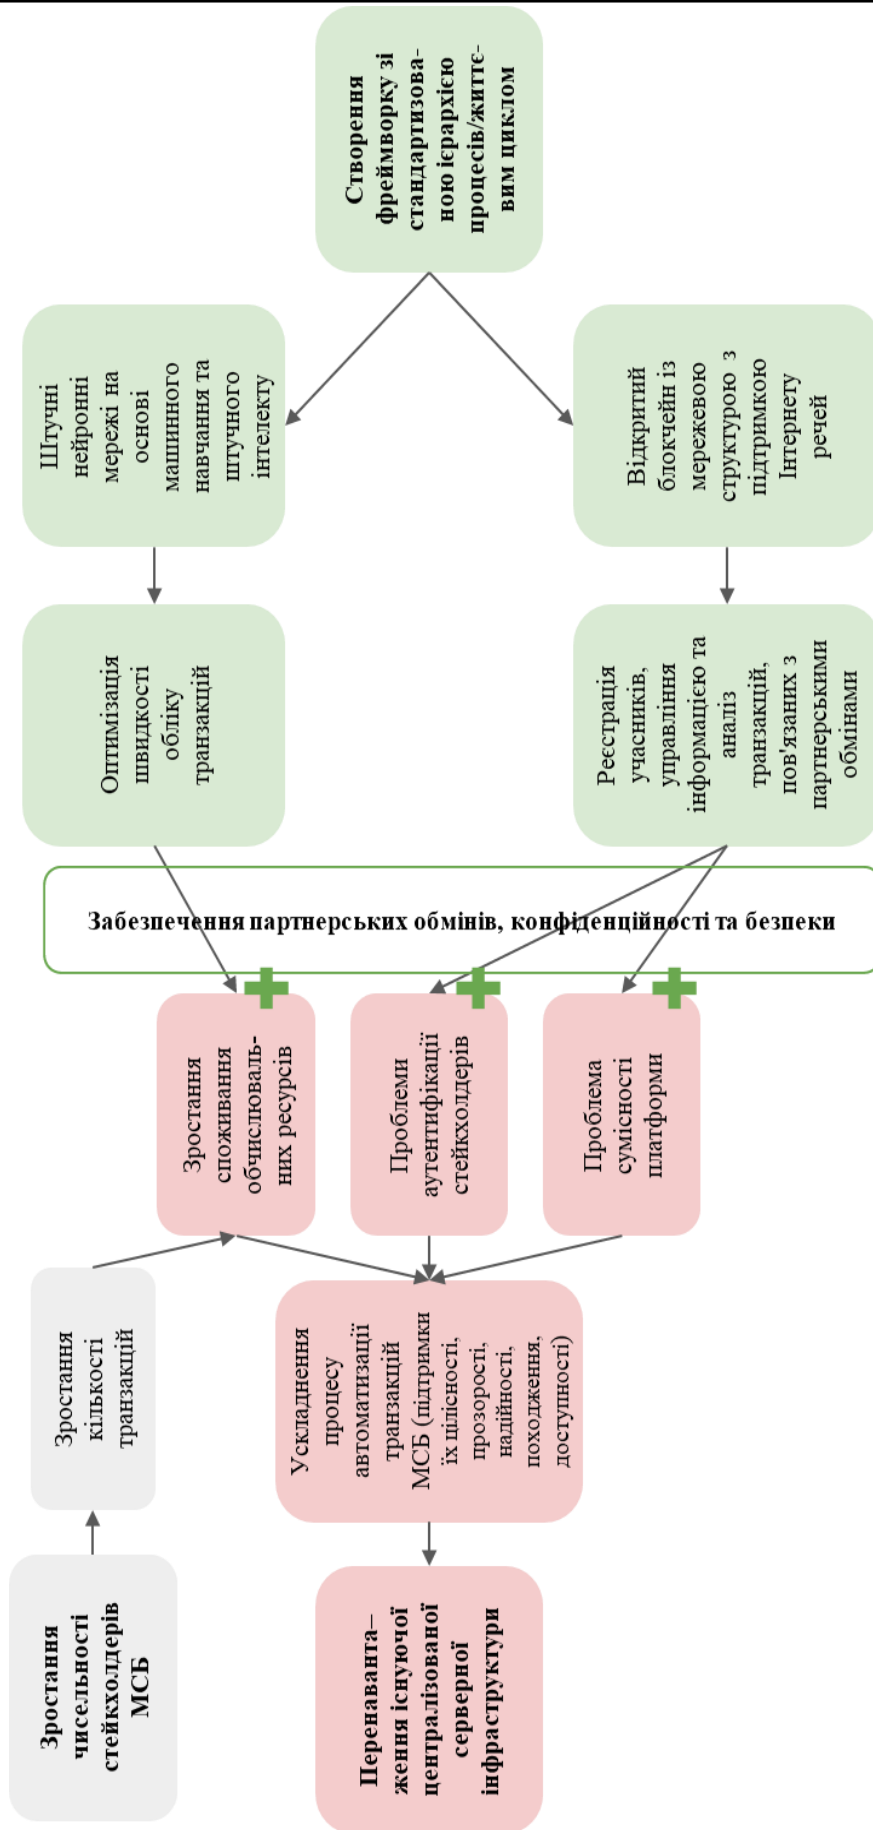 Створення
фреймворку зі
стандартизова-
ною ієрархією
процесів/життє-
вим циклом
Штучні
нейронні
мережі на
основі
машинного
навчання та
штучного
інтелекту
Відкритий
блокчейн із
мережевою
структурою з
підтримкою
Інтернету
речей
Оптимізація
швидкості
обліку
транзакцій
Реєстрація
учасників,
управління
інформацією та
аналіз
транзакцій,
пов'язаних з
партнерськими
обмінами
Забезпечення партнерських обмінів, конфіденційності та безпеки
Зростання
споживання
обчислюваль-
них ресурсів
Проблеми
аутентифікації
стейкхолдерів
Проблема
сумісності
платформи
Зростання
кількості
транзакцій
Ускладнення
процесу
автоматизації
транзакцій
МСБ (підтримки
їх цілісності,
прозорості,
надійності,
походження,
доступності)
Зростання
чисельності
стейкхолдерів
МСБ
Перенаванта–
ження існуючої
централізованої
серверної
інфраструктури